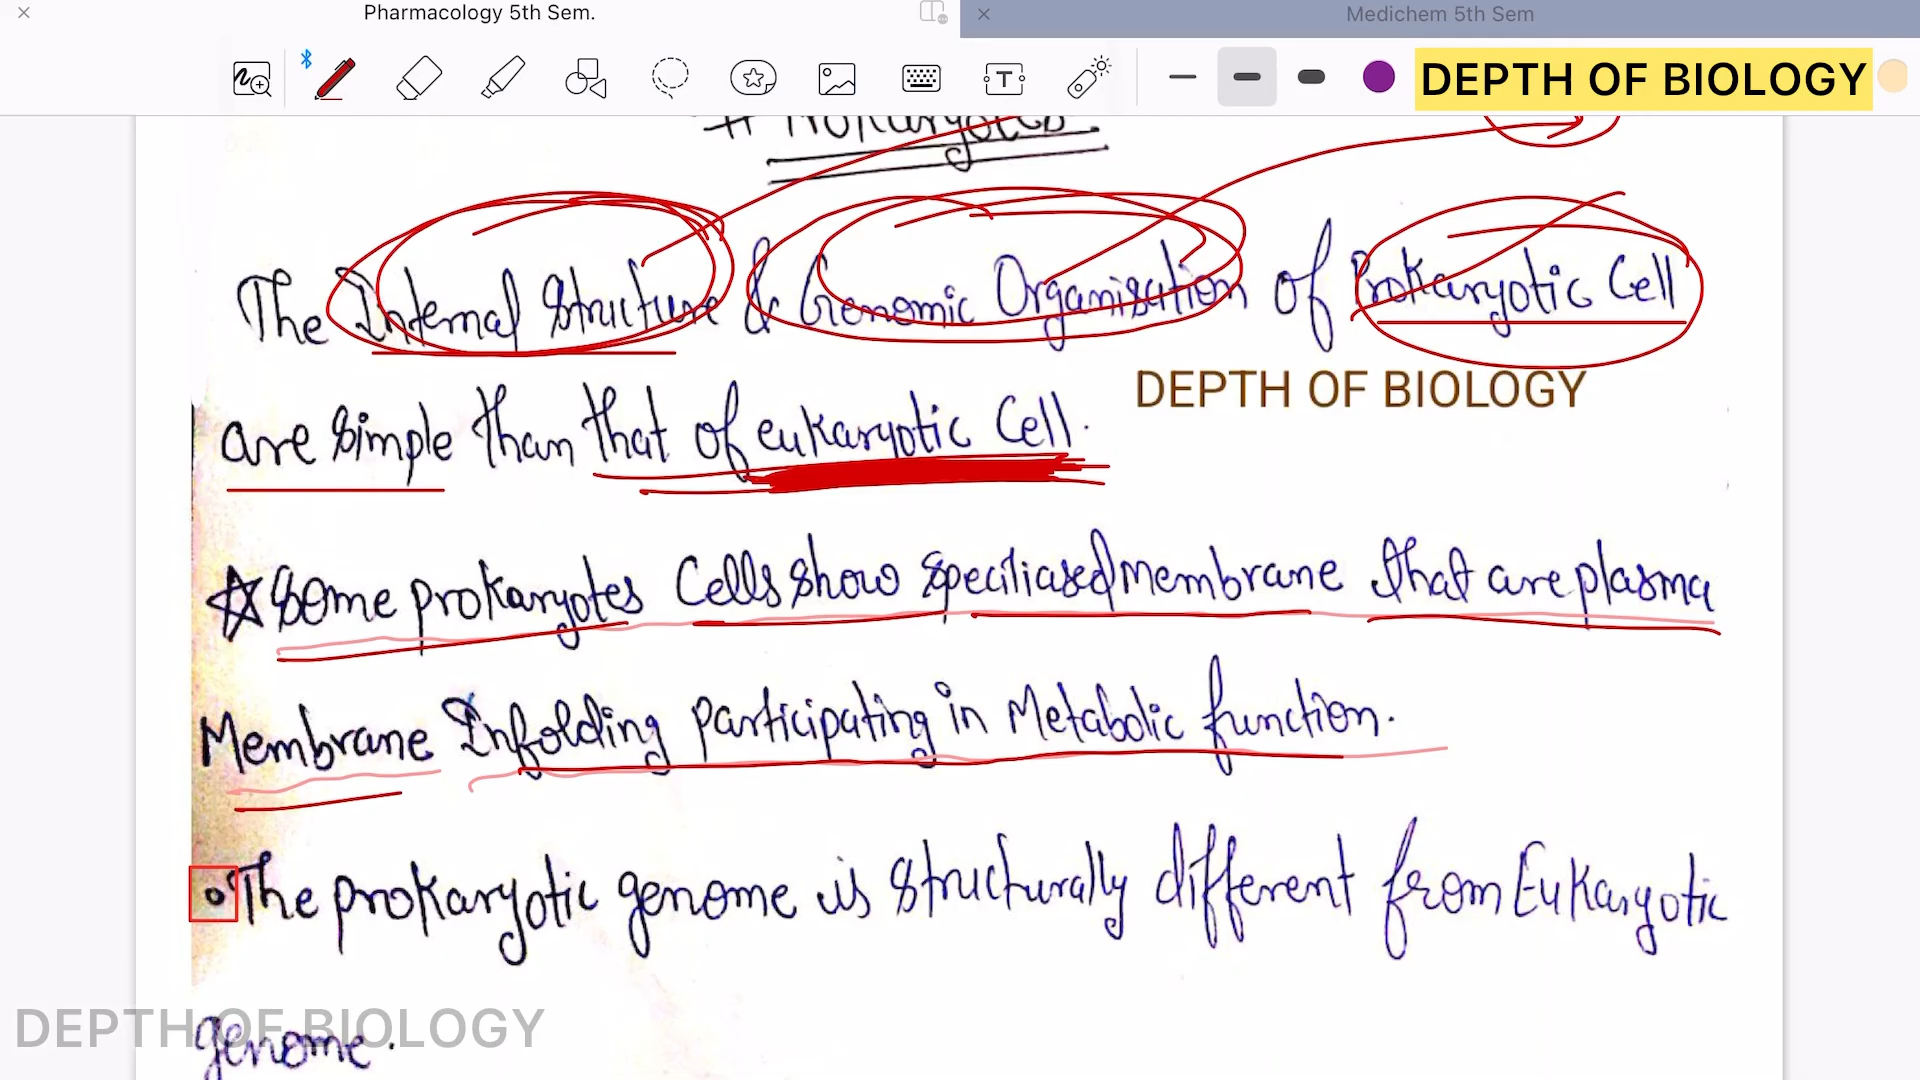 Pharmacology 5th Sem.
Medichem 5th Sem
DEPTH OF BIOLOGY
# Prokaryotes
The Internal Structure & Genomic Organisation of Prokaryotic Cell
DEPTH OF BIOLOGY
are simple than that of eukaryotic Cell.
Some prokaryotes Cells show speciliased membrane that are plasma
Membrane Infolding participating in Metabolic function.
The prokaryotic genome is structurally different from Eukaryotic
genome.
DEPTH OF BIOLOGY